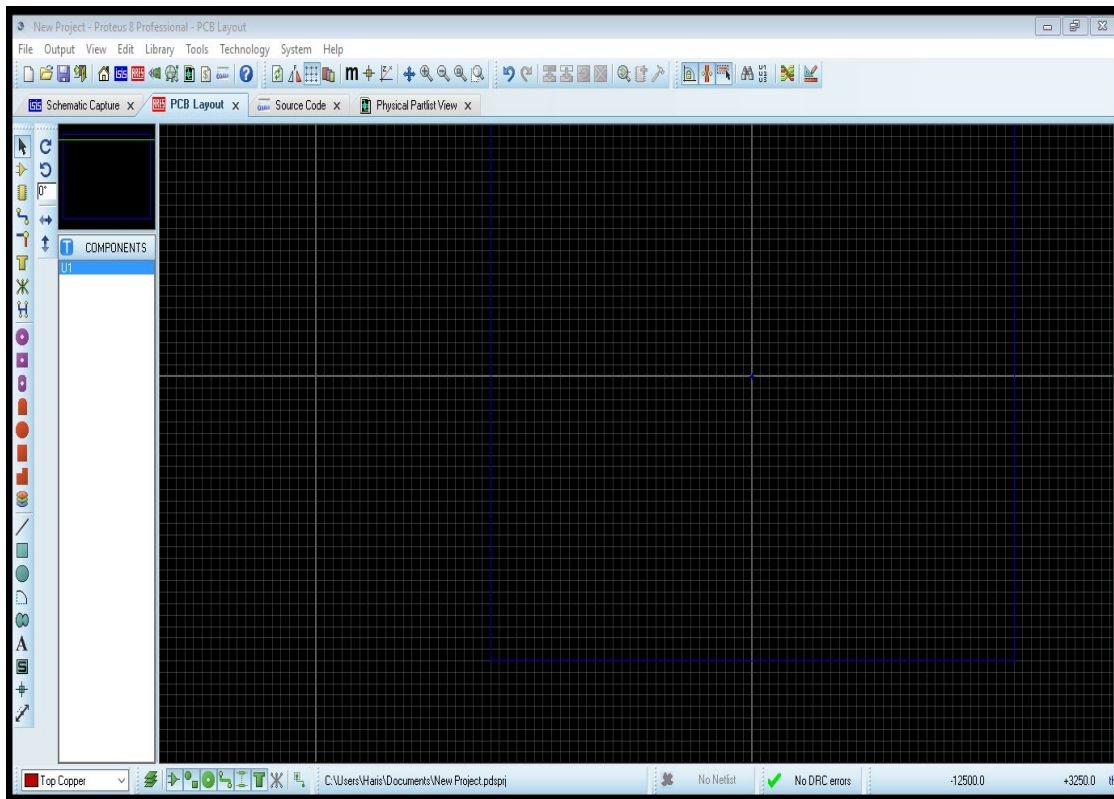 New Project - Proteus 8 Professional - PCB Layout
File Output View Edit Library Tools Technology System Help
Schematic Capture PCB Layout Source Code Physical Partlist View
0°
COMPONENTS
U1
Top Copper C:\Users\Haris\Documents\New Project.pdsprj No Netlist No DRC errors -12500.0 +3250.0